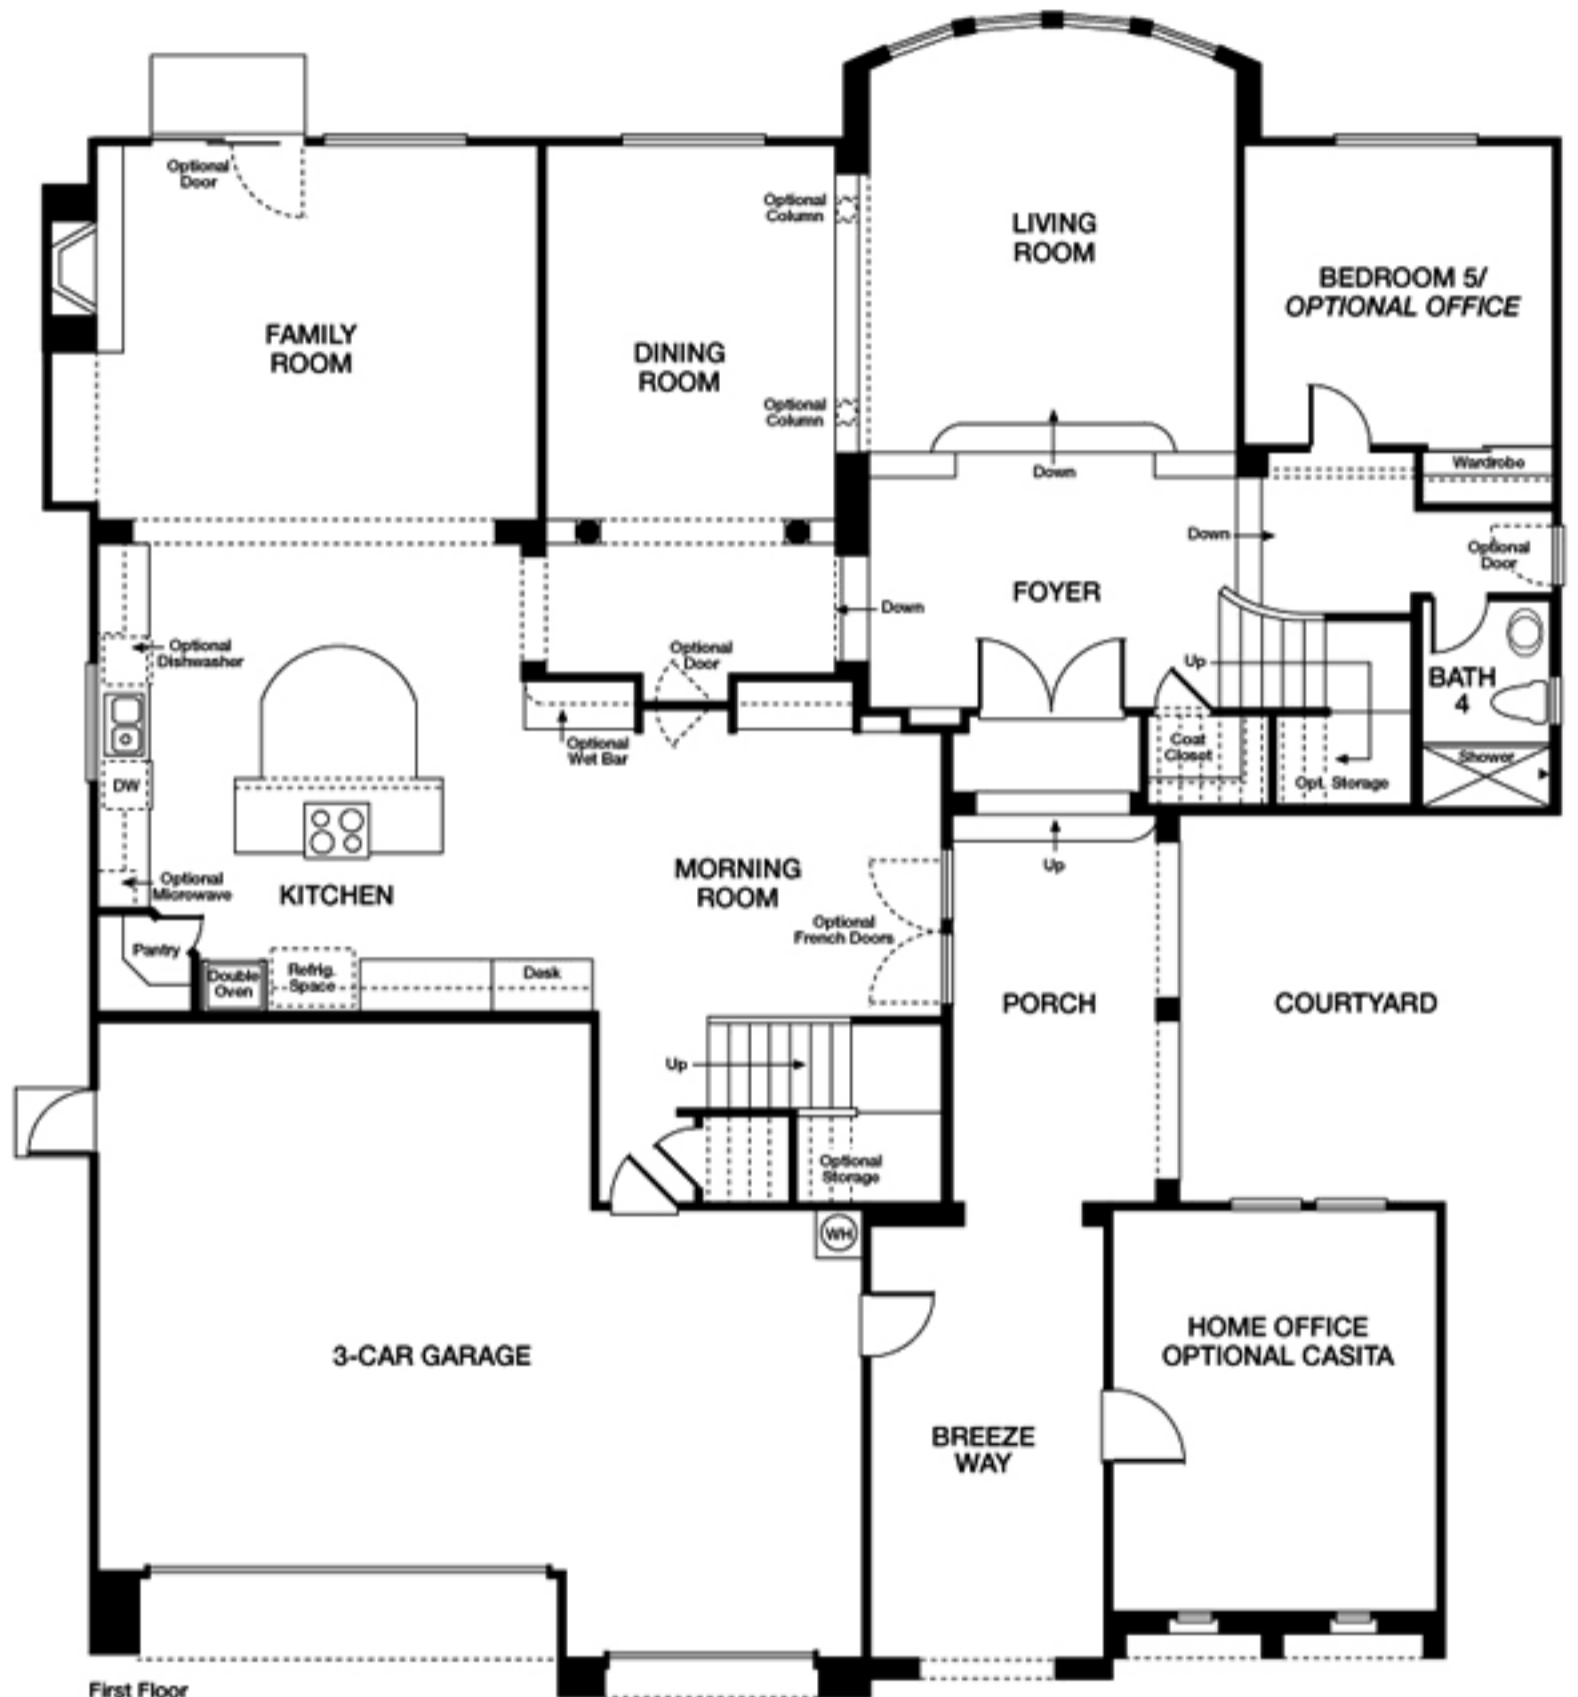 Optional
Door
Optional
Column
LIVING
ROOM
BEDROOM 5/
OPTIONAL OFFICE
FAMILY
ROOM
DINING
ROOM
Optional
Column
Down
Wardrobe
Down
Optional
Door
FOYER
Down
Optional
Dishwasher
Optional
Door
Up
BATH
4
Optional
Wet Bar
Coat
Closet
Shower
DW
Opt. Storage
Up
Optional
Microwave
KITCHEN
MORNING
ROOM
Optional
French Doors
Pantry
Double
Oven
Refrig.
Space
Desk
PORCH
COURTYARD
Up
Optional
Storage
WH
3-CAR GARAGE
HOME OFFICE
OPTIONAL CASITA
BREEZE
WAY
First Floor